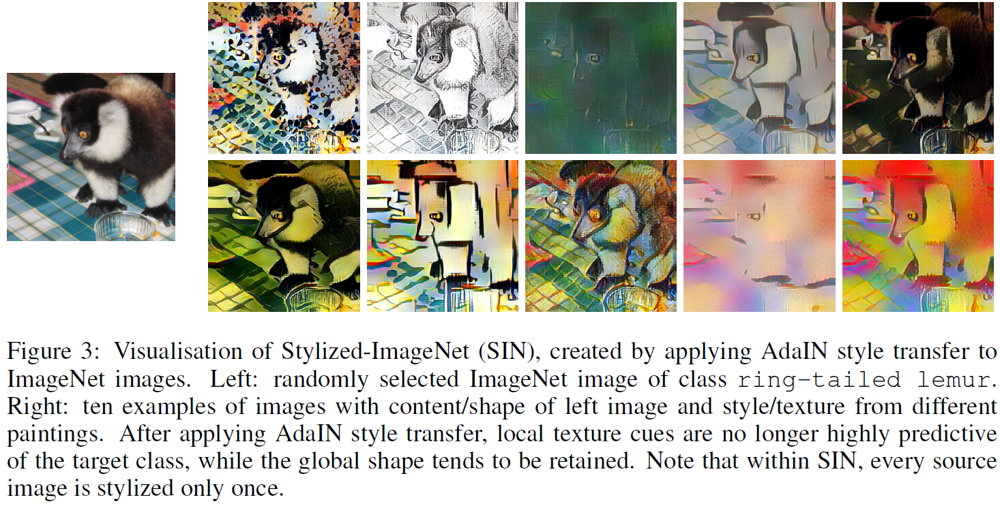 Figure 3: Visualisation of Stylized-ImageNet (SIN), created by applying AdaIN style transfer to
ImageNet images. Left: randomly selected ImageNet image of class ring-tailed lemur.
Right: ten examples of images with content/shape of left image and style/texture from different
paintings. After applying AdaIN style transfer, local texture cues are no longer highly predictive
of the target class, while the global shape tends to be retained. Note that within SIN, every source
image is stylized only once.